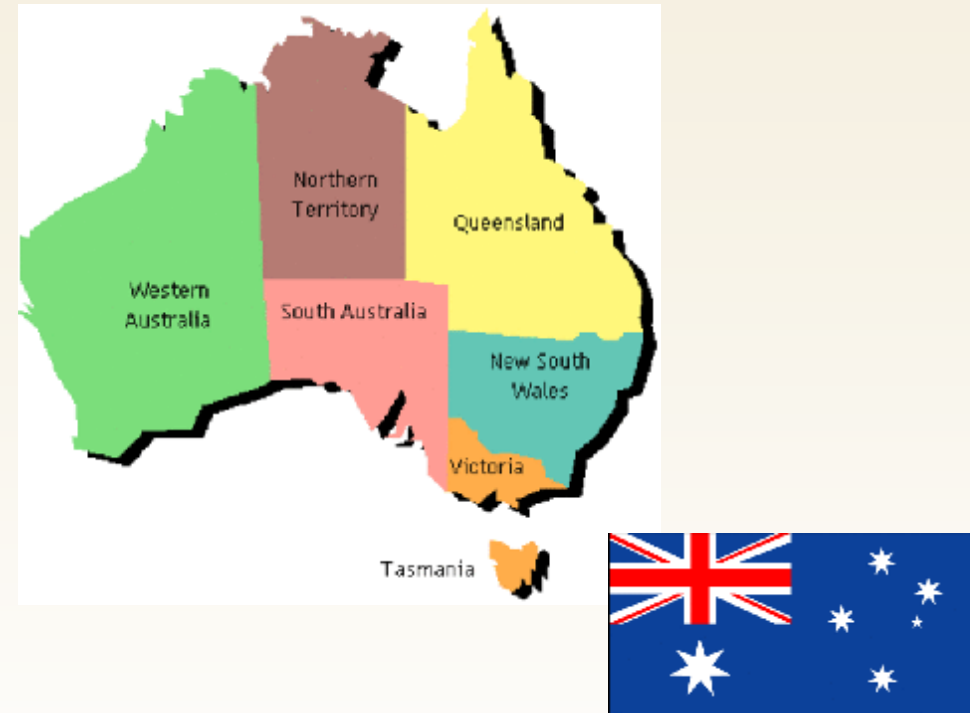 Northern
Territory
Queensland
Western
Australia
South Australia
New South
Wales
Victoria
Tasmania